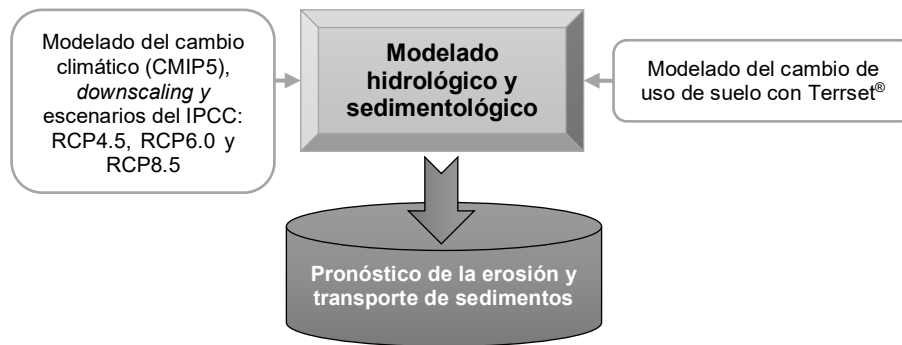 Modelado del cambio
climático (CMIP5),
downscaling y
escenarios del IPCC:
RCP4.5, RCP6.0 y
RCP8.5
Modelado
hidrológico y
sedimentológico
Modelado del cambio de
uso de suelo con Terrset®
Pronóstico de la erosión y
transporte de sedimentos